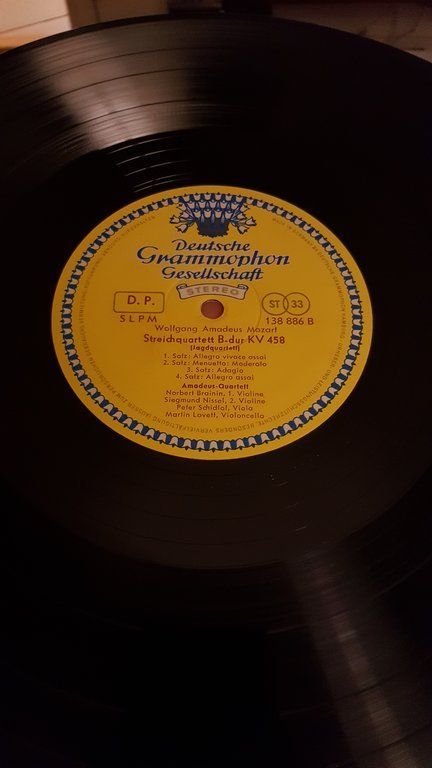 Deutsche
Grammophon
Gesellschaft
STEREO
D. P.
ST 33
SLPM
138 886 B
Wolfgang Amadeus Mozart
Streichquartett B-dur KV 458
(Jagdquartett)
1. Satz: Allegro vivace assai
2. Satz: Menuetto: Moderato
3. Satz: Adagio
4. Satz: Allegro assai
Amadeus-Quartett
Norbert Brainin, 1. Violine
Siegmund Nissel, 2. Violine
Peter Schidlof, Viola
Martin Lovett, Violoncello